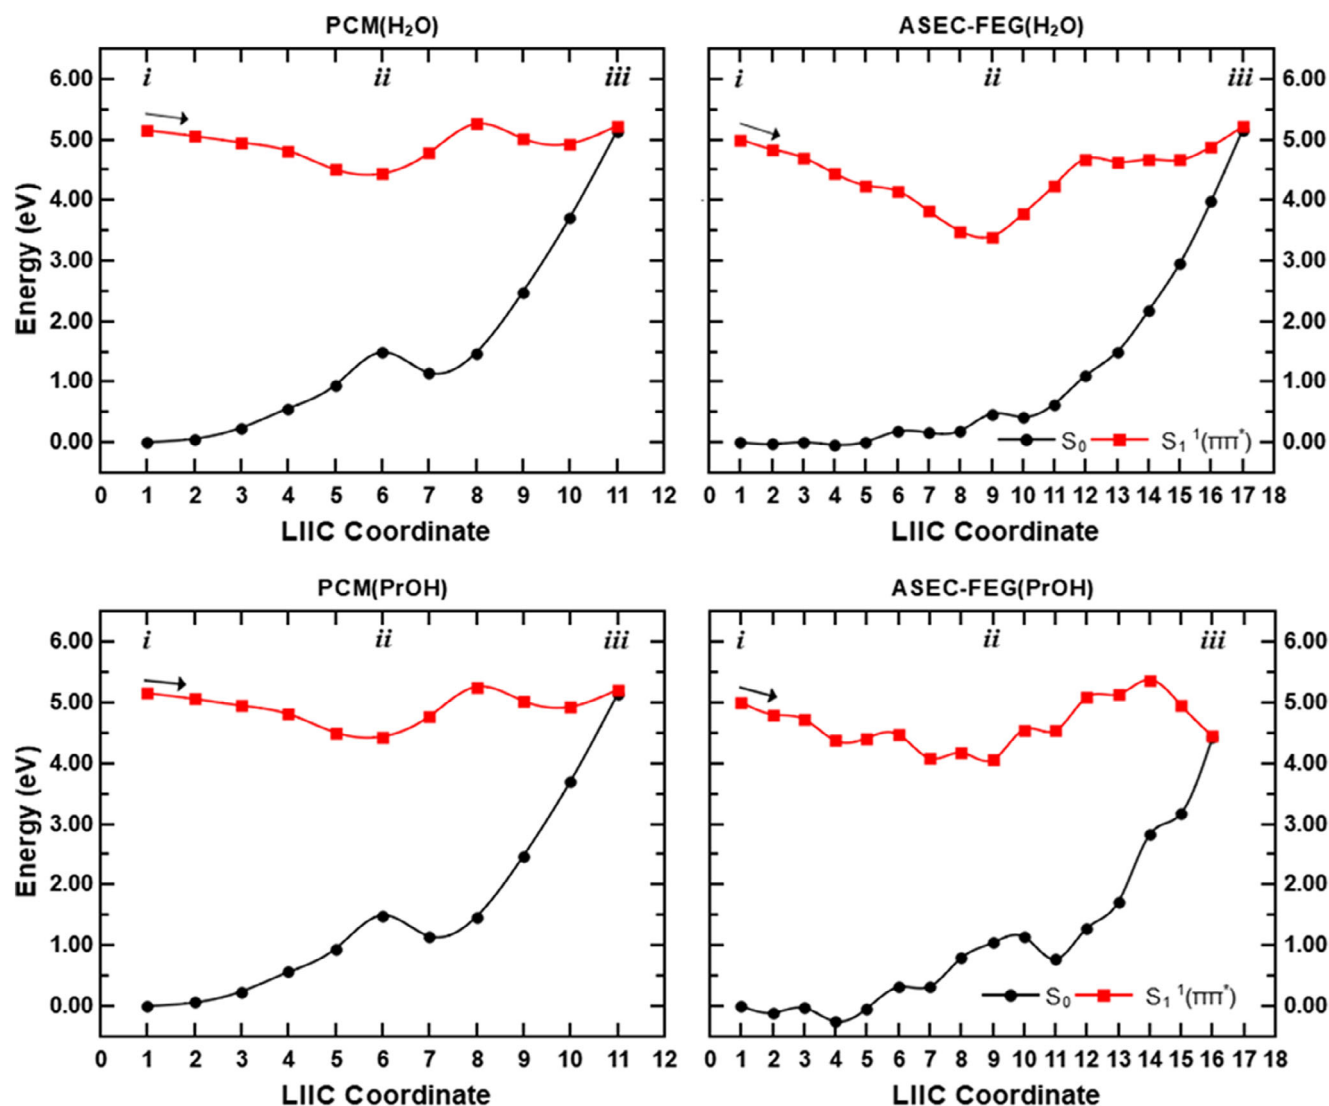 PCM(H₂O)
i ii iii
6.00
5.00
4.00
3.00
2.00
1.00
0.00
Energy (eV)
0 1 2 3 4 5 6 7 8 9 10 11 12
LIIC Coordinate
ASEC-FEG(H₂O)
i ii iii
6.00
5.00
4.00
3.00
2.00
1.00
0.00
S₀ S₁ ¹(ππ*)
0 1 2 3 4 5 6 7 8 9 10 11 12 13 14 15 16 17 18
LIIC Coordinate
PCM(PrOH)
i ii iii
6.00
5.00
4.00
3.00
2.00
1.00
0.00
Energy (eV)
0 1 2 3 4 5 6 7 8 9 10 11 12
LIIC Coordinate
ASEC-FEG(PrOH)
i ii iii
6.00
5.00
4.00
3.00
2.00
1.00
0.00
S₀ S₁ ¹(ππ*)
0 1 2 3 4 5 6 7 8 9 10 11 12 13 14 15 16 17 18
LIIC Coordinate